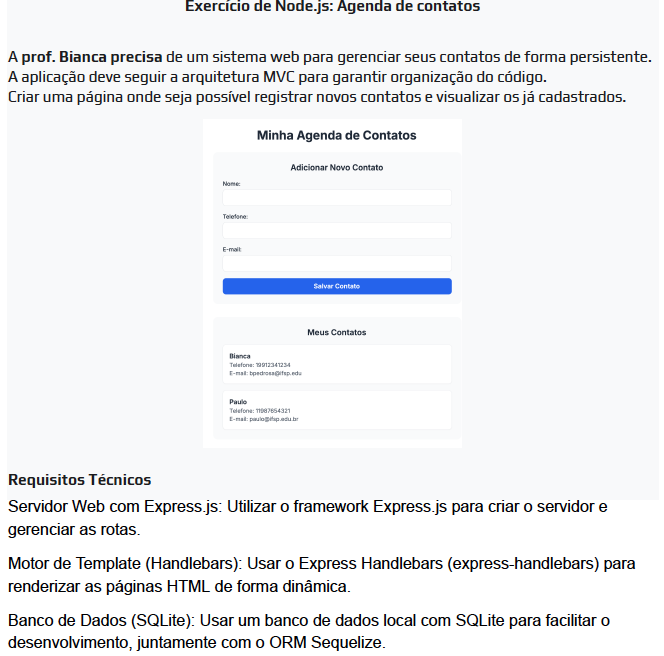 Exercício de Node.js: Agenda de contatos
A prof. Bianca precisa de um sistema web para gerenciar seus contatos de forma persistente.
A aplicação deve seguir a arquitetura MVC para garantir organização do código.
Criar uma página onde seja possível registrar novos contatos e visualizar os já cadastrados.
Minha Agenda de Contatos
Adicionar Novo Contato
Nome:
Telefone:
E-mail:
Salvar Contato
Meus Contatos
Bianca
Telefone: 19912341234
E-mail: bpedrosa@ifsp.edu
Paulo
Telefone: 11987654321
E-mail: paulo@ifsp.edu.br
Requisitos Técnicos
Servidor Web com Express.js: Utilizar o framework Express.js para criar o servidor e
gerenciar as rotas.
Motor de Template (Handlebars): Usar o Express Handlebars (express-handlebars) para
renderizar as páginas HTML de forma dinâmica.
Banco de Dados (SQLite): Usar um banco de dados local com SQLite para facilitar o
desenvolvimento, juntamente com o ORM Sequelize.